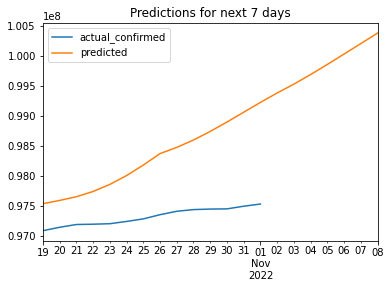 Predictions for next 7 days
1e8
actual_confirmed
predicted
1.005
1.000
0.995
0.990
0.985
0.980
0.975
0.970
19 20 21 22 23 24 25 26 27 28 29 30 31 01 02 03 04 05 06 07 08
Nov
2022